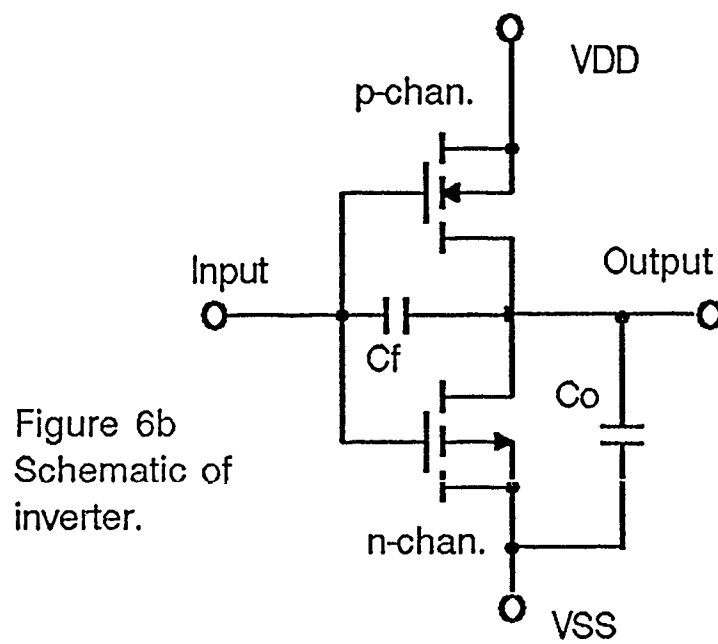 VDD
p-chan.
Input
Output
Cf
Co
Figure 6b
Schematic of
inverter.
n-chan.
VSS